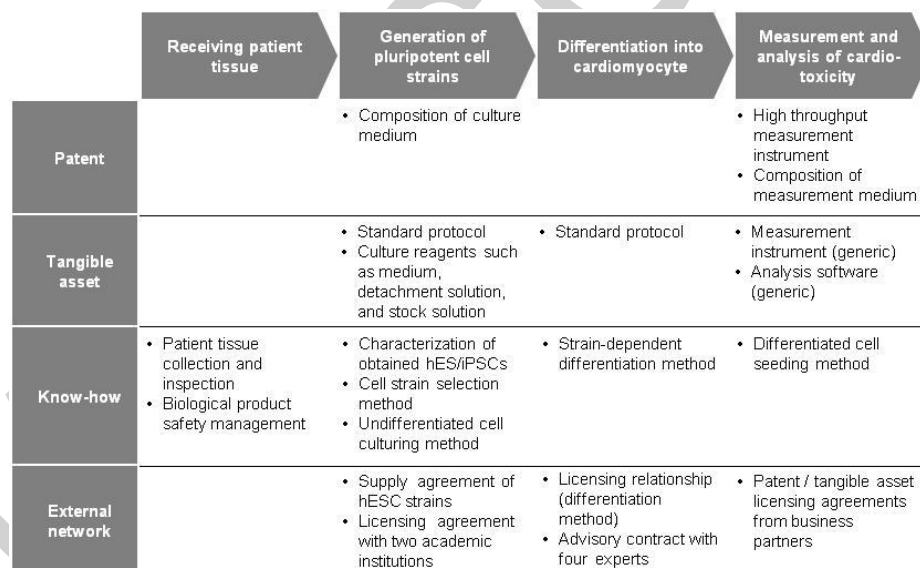 Receiving patient
tissue
Generation of
pluripotent cell
strains
Differentiation into
cardiomyocyte
Measurement and
analysis of cardio-
toxicity
Patent
• Composition of culture
medium
• High throughput
measurement
instrument
• Composition of
measurement medium
Tangible
asset
• Standard protocol
• Culture reagents such
as medium,
detachment solution,
and stock solution
• Standard protocol
• Measurement
instrument (generic)
• Analysis software
(generic)
Know-how
• Patient tissue
collection and
inspection
• Biological product
safety management
• Characterization of
obtained hES/iPSCs
• Cell strain selection
method
• Undifferentiated cell
culturing method
• Strain-dependent
differentiation method
• Differentiated cell
seeding method
External
network
• Supply agreement of
hESC strains
• Licensing agreement
with two academic
institutions
• Licensing relationship
(differentiation
method)
• Advisory contract with
four experts
• Patent / tangible asset
licensing agreements
from business
partners